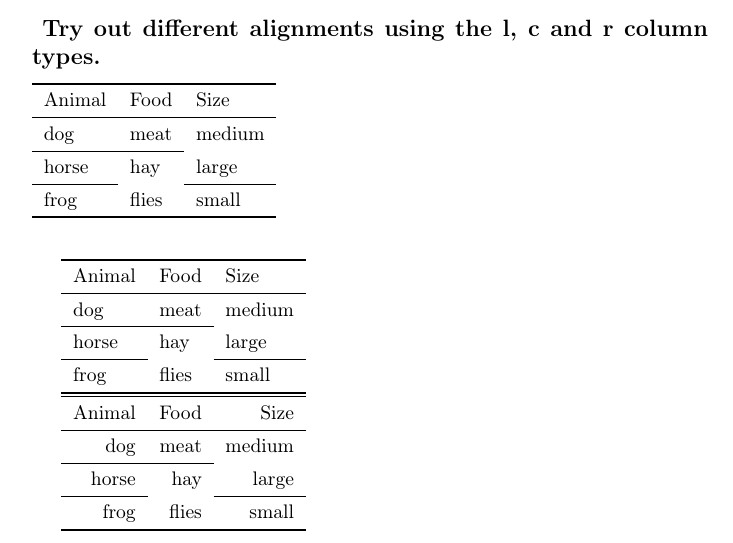 Try out different alignments using the l, c and r column
types.
Animal Food Size
dog meat medium
horse hay large
frog flies small
Animal Food Size
dog meat medium
horse hay large
frog flies small
Animal Food Size
dog meat medium
horse hay large
frog flies small